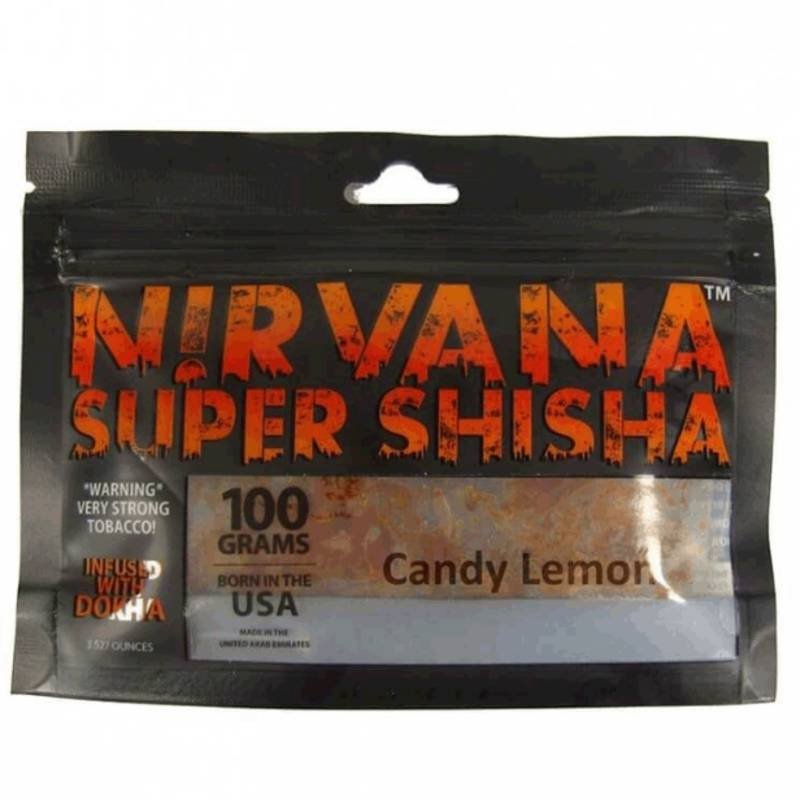 NIRVANA™
SUPER SHISHA
*WARNING*
VERY STRONG
TOBACCO!
INFUSED
WITH
DOKHA
3.527 OUNCES
100
GRAMS
BORN IN THE
USA
MADE IN THE
UNITED ARAB EMIRATES
Candy Lemon